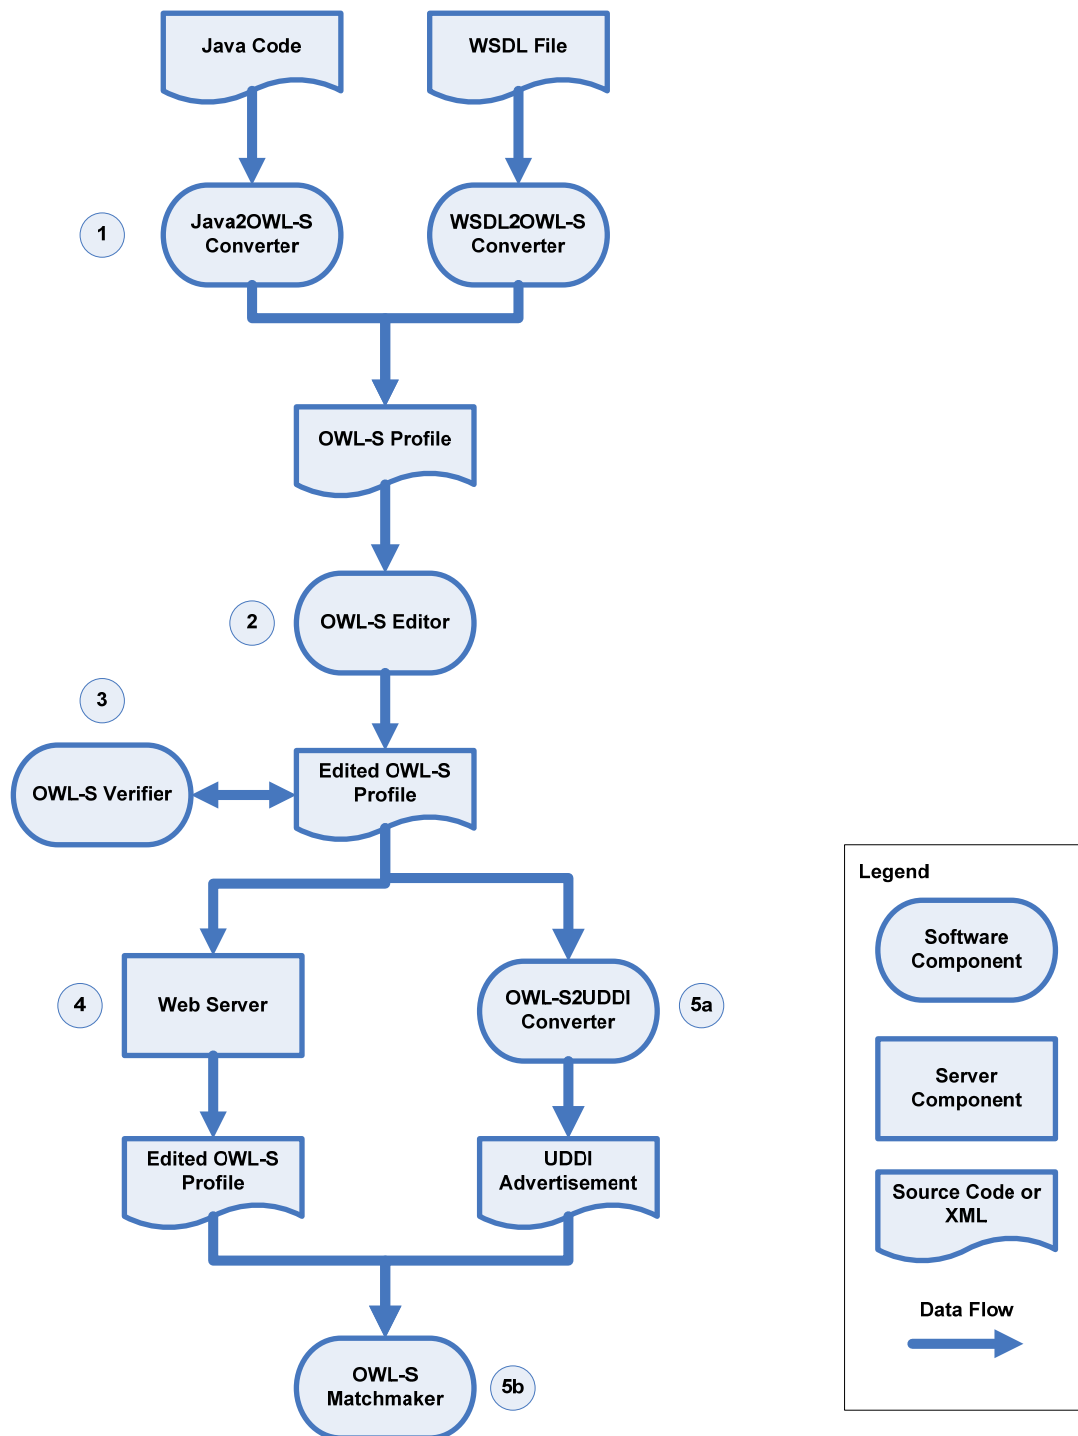 Java Code
WSDL File
1
Java2OWL-S
Converter
WSDL2OWL-S
Converter
OWL-S Profile
2
OWL-S Editor
3
OWL-S Verifier
Edited OWL-S
Profile
4
Web Server
OWL-S2UDDI
Converter
5a
Edited OWL-S
Profile
UDDI
Advertisement
OWL-S
Matchmaker
5b
Legend
Software
Component
Server
Component
Source Code or
XML
Data Flow